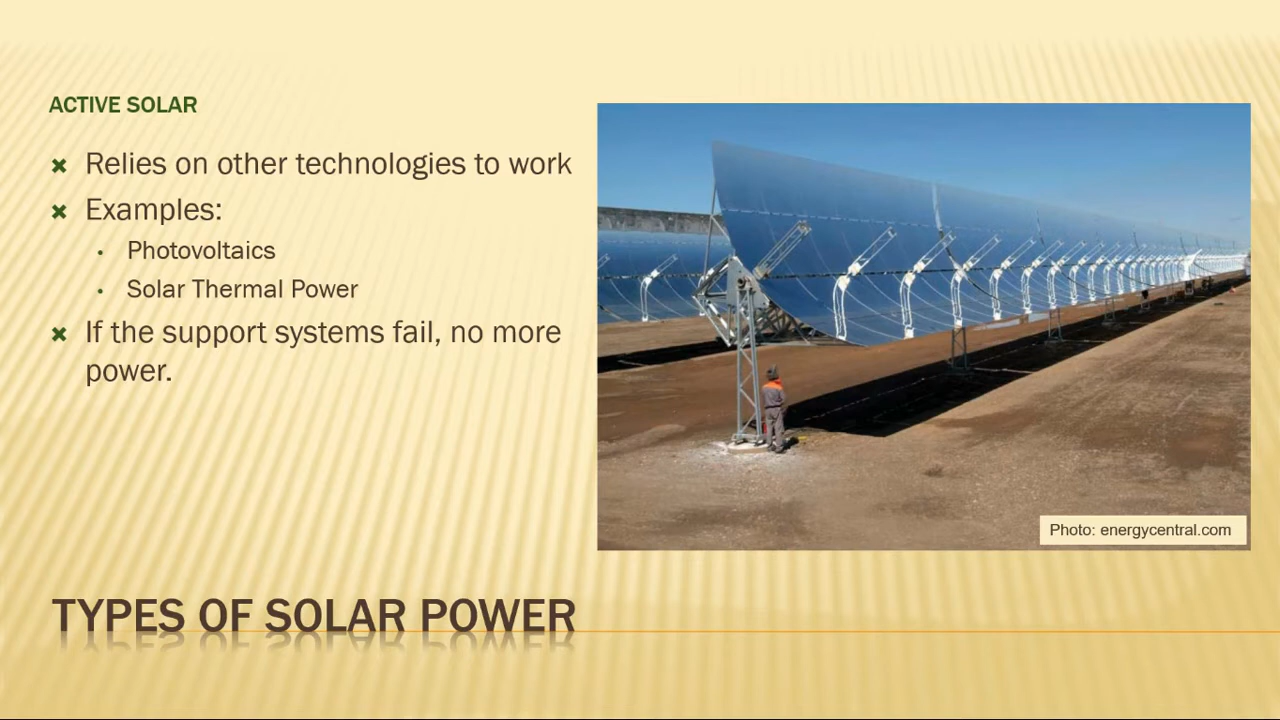 ACTIVE SOLAR
Relies on other technologies to work
Examples:
Photovoltaics
Solar Thermal Power
If the support systems fail, no more
power.
Photo: energycentral.com
TYPES OF SOLAR POWER